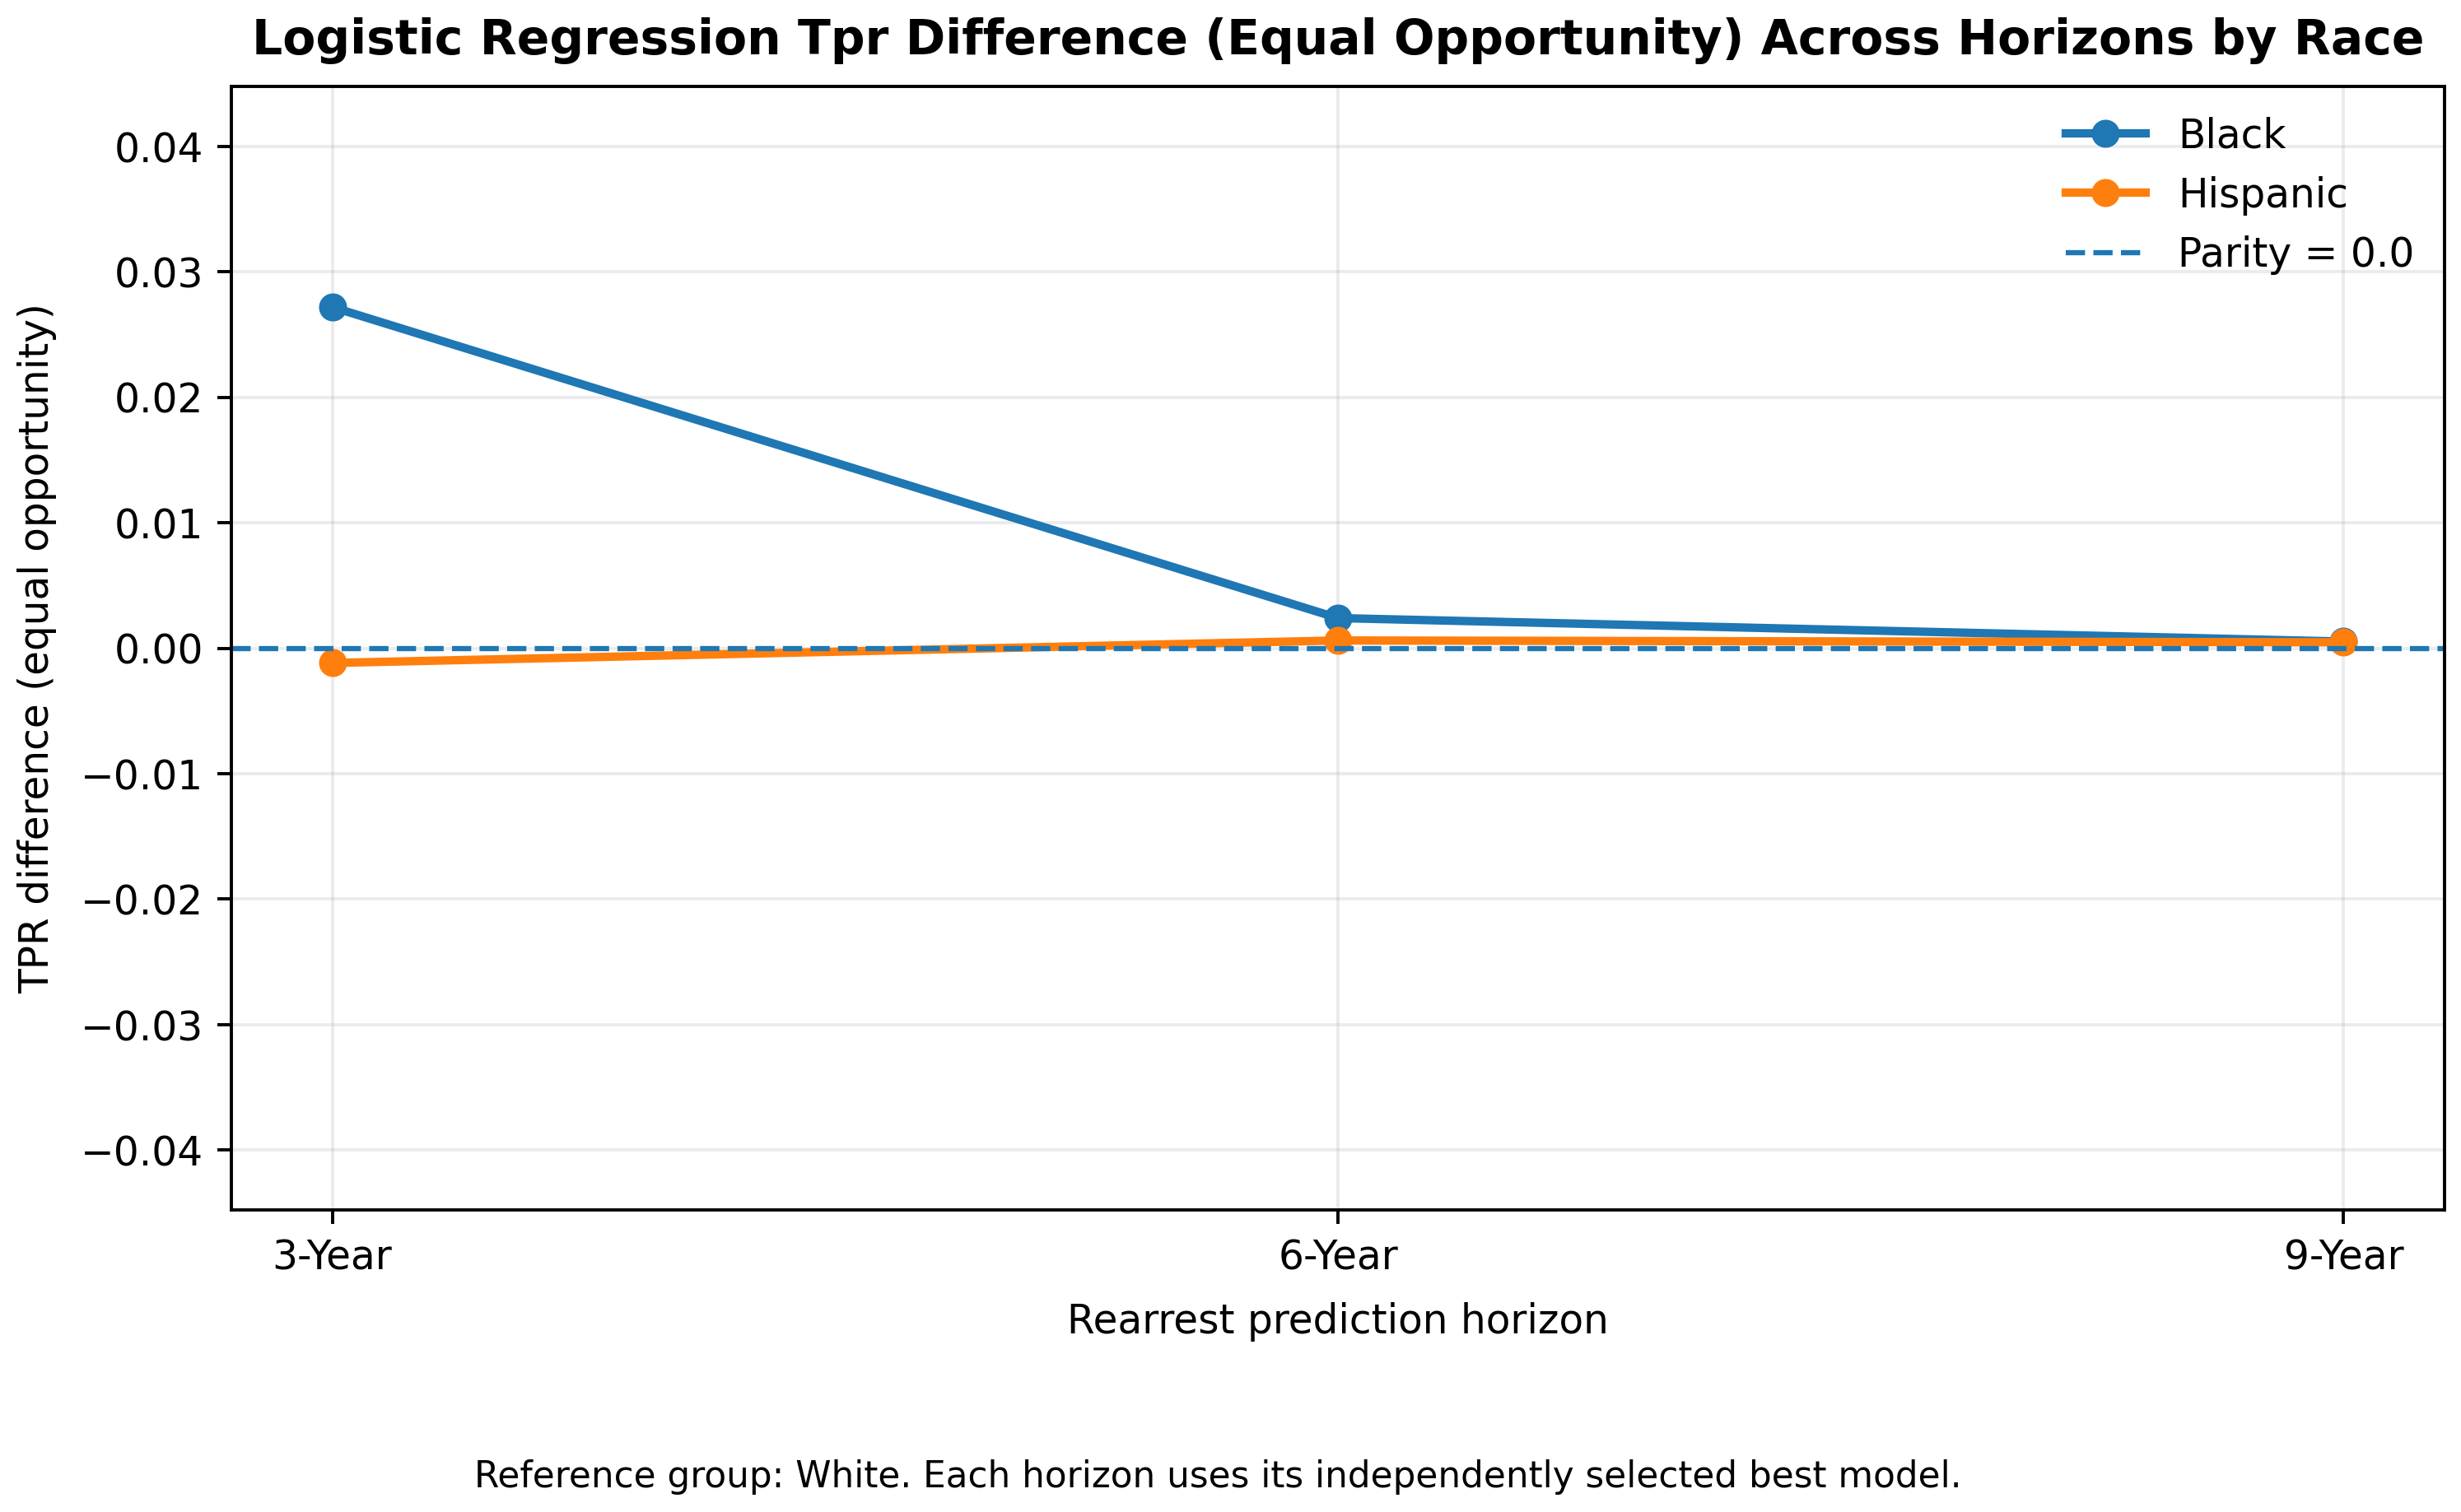 Logistic Regression Tpr Difference (Equal Opportunity) Across Horizons by Race
Black
Hispanic
Parity = 0.0
TPR difference (equal opportunity)
0.04
0.03
0.02
0.01
0.00
−0.01
−0.02
−0.03
−0.04
3-Year
6-Year
9-Year
Rearrest prediction horizon
Reference group: White. Each horizon uses its independently selected best model.